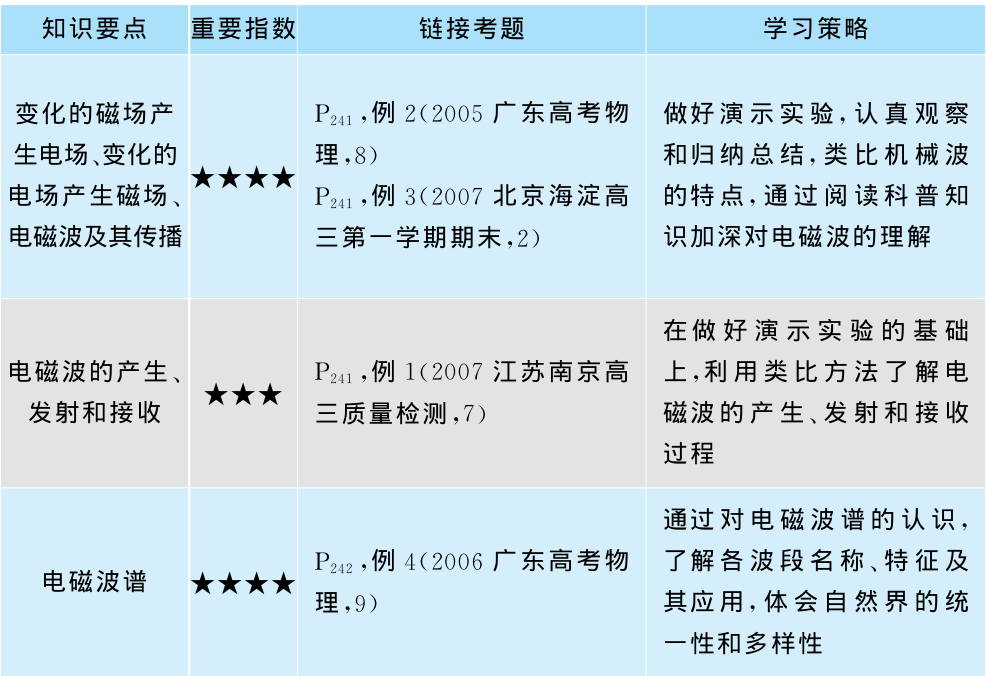 知识要点 重要指数 链接考题 学习策略
变化的磁场产
生电场、变化的
电场产生磁场、
电磁波及其传播
★★★★
P241,例 2(2005 广东高考物
理,8)
P241,例 3(2007 北京海淀高
三第一学期期末,2)
做好演示实验,认真观察
和归纳总结,类比机械波
的特点,通过阅读科普知
识加深对电磁波的理解
电磁波的产生、
发射和接收
★★★
P241,例 1(2007 江苏南京高
三质量检测,7)
在做好演示实验的基础
上,利用类比方法了解电
磁波的产生、发射和接收
过程
电磁波谱
★★★★
P242,例 4(2006 广东高考物
理,9)
通过对电磁波谱的认识,
了解各波段名称、特征及
其应用,体会自然界的统
一性和多样性